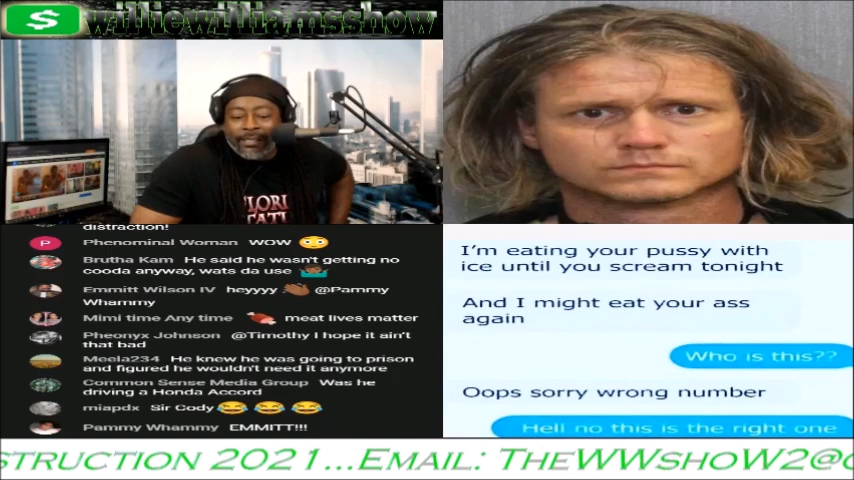 $ williewilliamsshow
distraction!
P Phenominal Woman WOW 😳
Brutha Kam He said he wasn't getting no
cooda anyway, wats da use 🤷🏾‍♂️
Emmitt Wilson IV heyyyy 👋🏾 @Pammy
Whammy
Mimi time Any time 🍖 meat lives matter
Pheonyx Johnson @Timothy I hope it ain't
that bad
Meela234 He knew he was going to prison
and figured he wouldn't need it anymore
Common Sense Media Group Was he
driving a Honda Accord
miapdx Sir Cody 😂 😂 😂
Pammy Whammy EMMITT!!!
I'm eating your pussy with
ice until you scream tonight
And I might eat your ass
again
Who is this??
Oops sorry wrong number
Hell no this is the right one
STRUCTION 2021...EMAIL: THEWWSHOW2@